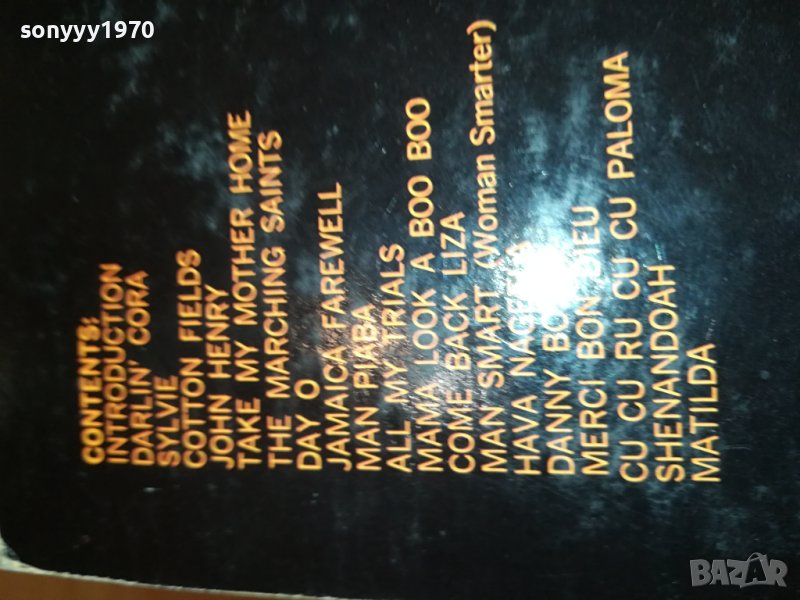 sonyyy1970
CONTENTS:
INTRODUCTION
DARLIN' CORA
SYLVIE
COTTON FIELDS
JOHN HENRY
TAKE MY MOTHER HOME
THE MARCHING SAINTS
DAY O
JAMAICA FAREWELL
MAN PIABA
ALL MY TRIALS
MAMA LOOK A BOO BOO
COME BACK LIZA
MAN SMART (Woman Smarter)
HAVA
DANNY
MERCI BON DIEU
CU CU RU CU CU PALOMA
SHENANDOAH
MATILDA
BAZAR